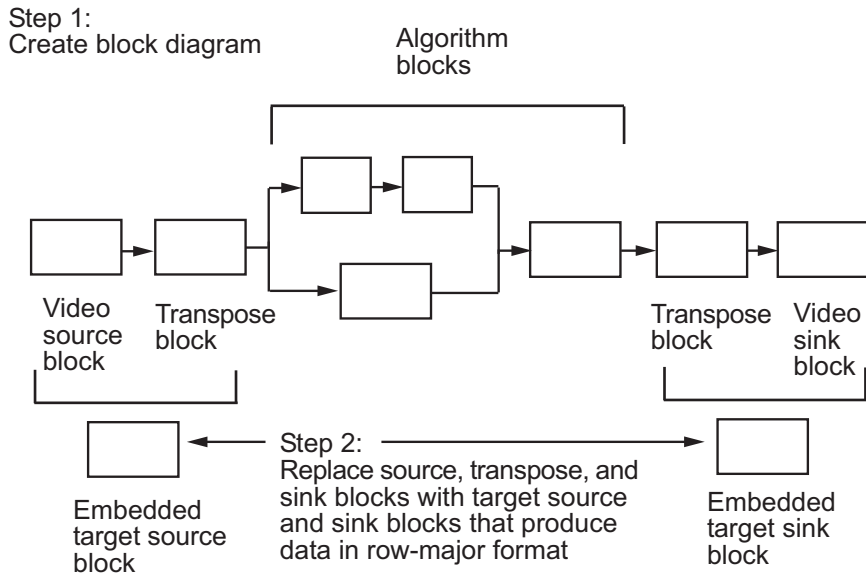 Step 1:
Create block diagram
Algorithm
blocks
Video
source
block
Transpose
block
Transpose
block
Video
sink
block
Embedded
target source
block
Step 2:
Replace source, transpose, and
sink blocks with target source
and sink blocks that produce
data in row-major format
Embedded
target sink
block